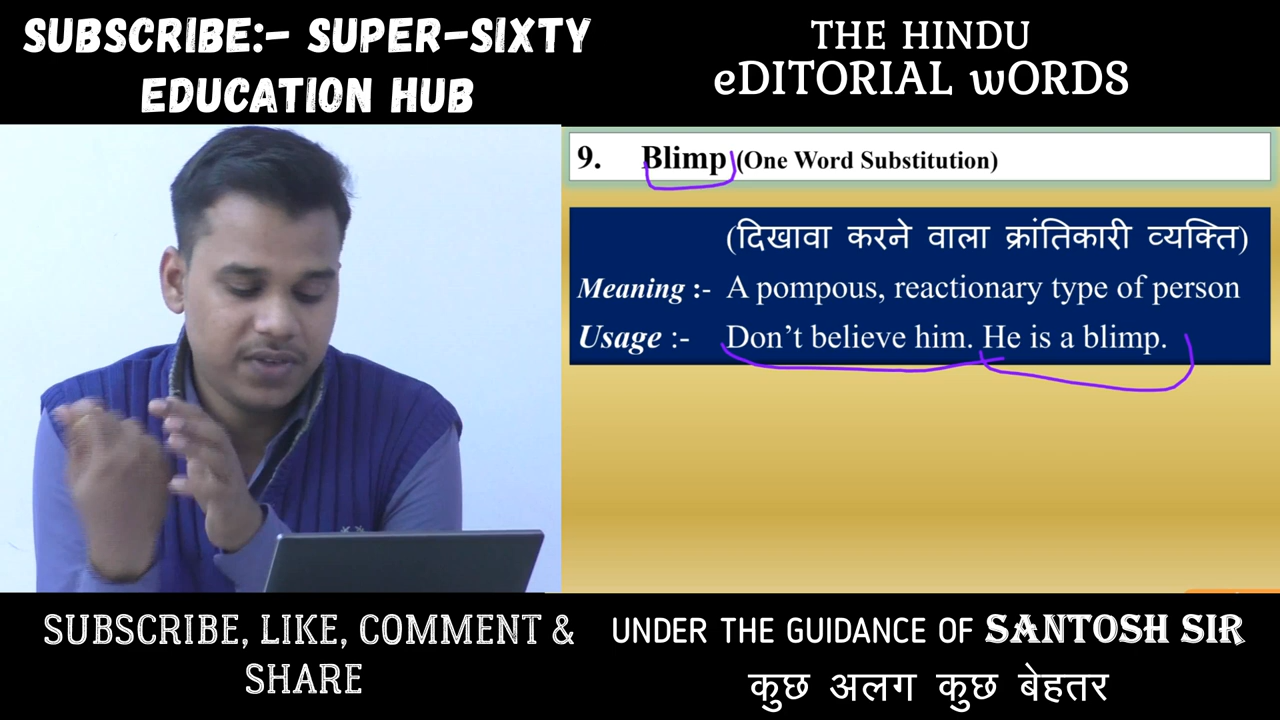 SUBSCRIBE:- SUPER-SIXTY
EDUCATION HUB
THE HINDU
eDITORIAL wORDS
9. Blimp (One Word Substitution)
(दिखावा करने वाला क्रांतिकारी व्यक्ति)
Meaning :- A pompous, reactionary type of person
Usage :- Don't believe him. He is a blimp.
SUBSCRIBE, LIKE, COMMENT &
SHARE
UNDER THE GUIDANCE OF SANTOSH SIR
कुछ अलग कुछ बेहतर